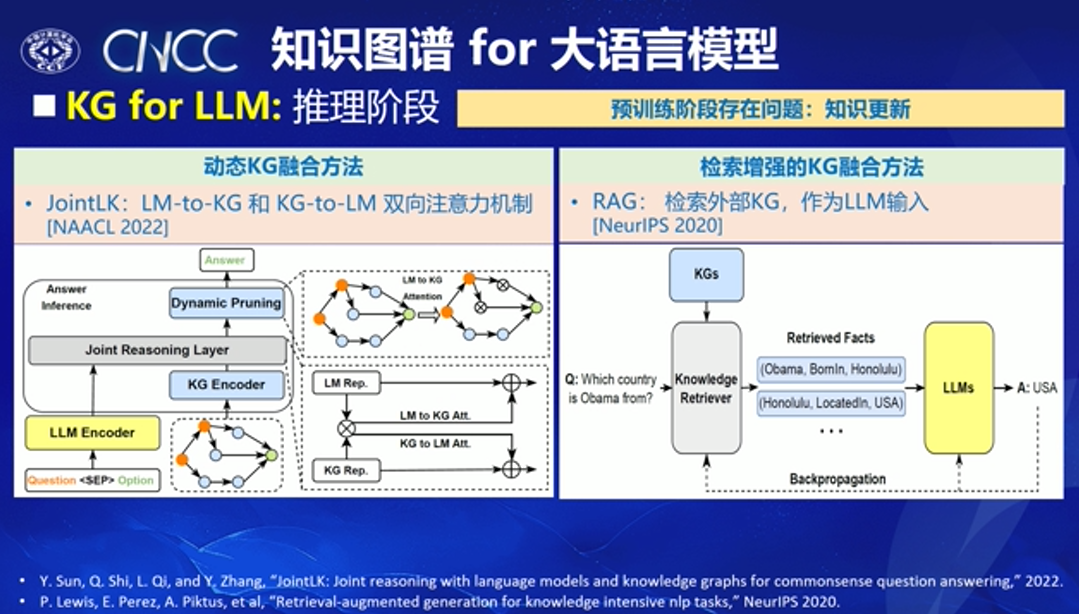 CNCC 知识图谱 for 大语言模型
KG for LLM: 推理阶段
预训练阶段存在问题：知识更新
动态KG融合方法
• JointLK：LM-to-KG 和 KG-to-LM 双向注意力机制
[NAACL 2022]
Answer
Answer
Inference
Dynamic Pruning
Joint Reasoning Layer
KG Encoder
LLM Encoder
Question <SEP> Option
LM to KG
Attention
LM Rep.
LM to KG Att.
KG to LM Att.
KG Rep.
检索增强的KG融合方法
• RAG： 检索外部KG，作为LLM输入
[NeurIPS 2020]
KGs
Q: Which country
is Obama from?
Knowledge
Retriever
Retrieved Facts
(Obama, BornIn, Honolulu)
(Honolulu, LocatedIn, USA)
• • •
LLMs
A: USA
Backpropagation
• Y. Sun, Q. Shi, L. Qi, and Y. Zhang, “JointLK: Joint reasoning with language models and knowledge graphs for commonsense question answering,” 2022.
• P. Lewis, E. Perez, A. Piktus, et al, “Retrieval-augmented generation for knowledge intensive nlp tasks,” NeurIPS 2020.